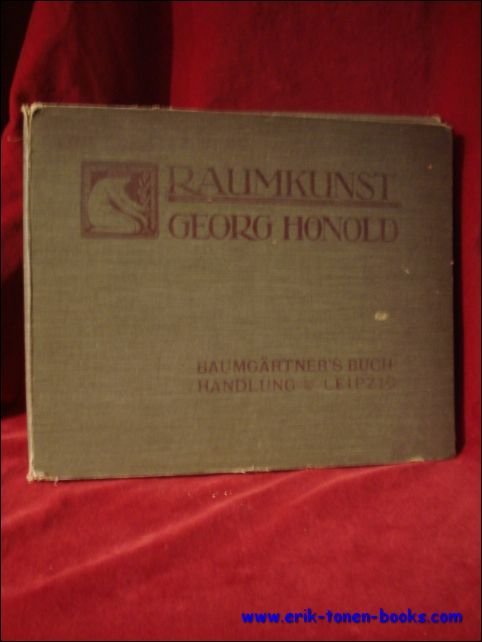 RAUMKUNST
GEORG HONOLD
BAUMGÄRTNER'S BUCH
HANDLUNG LEIPZIG
www.erik-tonen-books.com